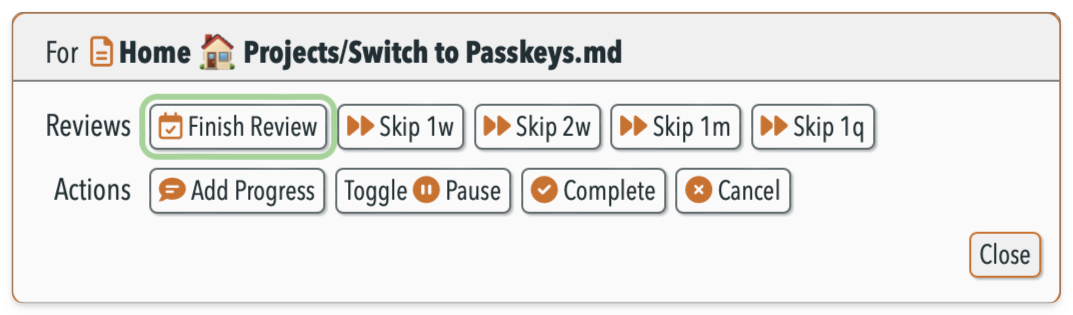 For Home 🏠 Projects/Switch to Passkeys.md
Reviews Finish Review Skip 1w Skip 2w Skip 1m Skip 1q
Actions Add Progress Toggle Pause Complete Cancel
Close